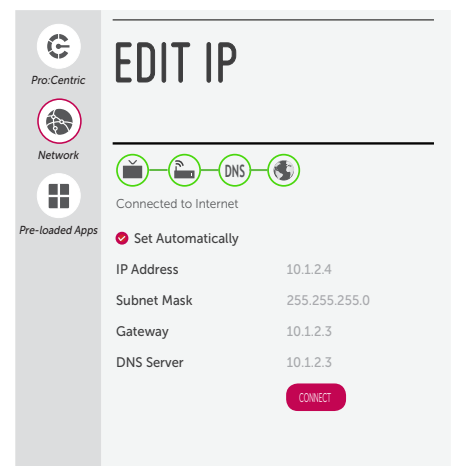 Pro:Centric
Network
Pre-loaded Apps
EDIT IP
DNS
Connected to Internet
Set Automatically
IP Address 10.1.2.4
Subnet Mask 255.255.255.0
Gateway 10.1.2.3
DNS Server 10.1.2.3
CONNECT